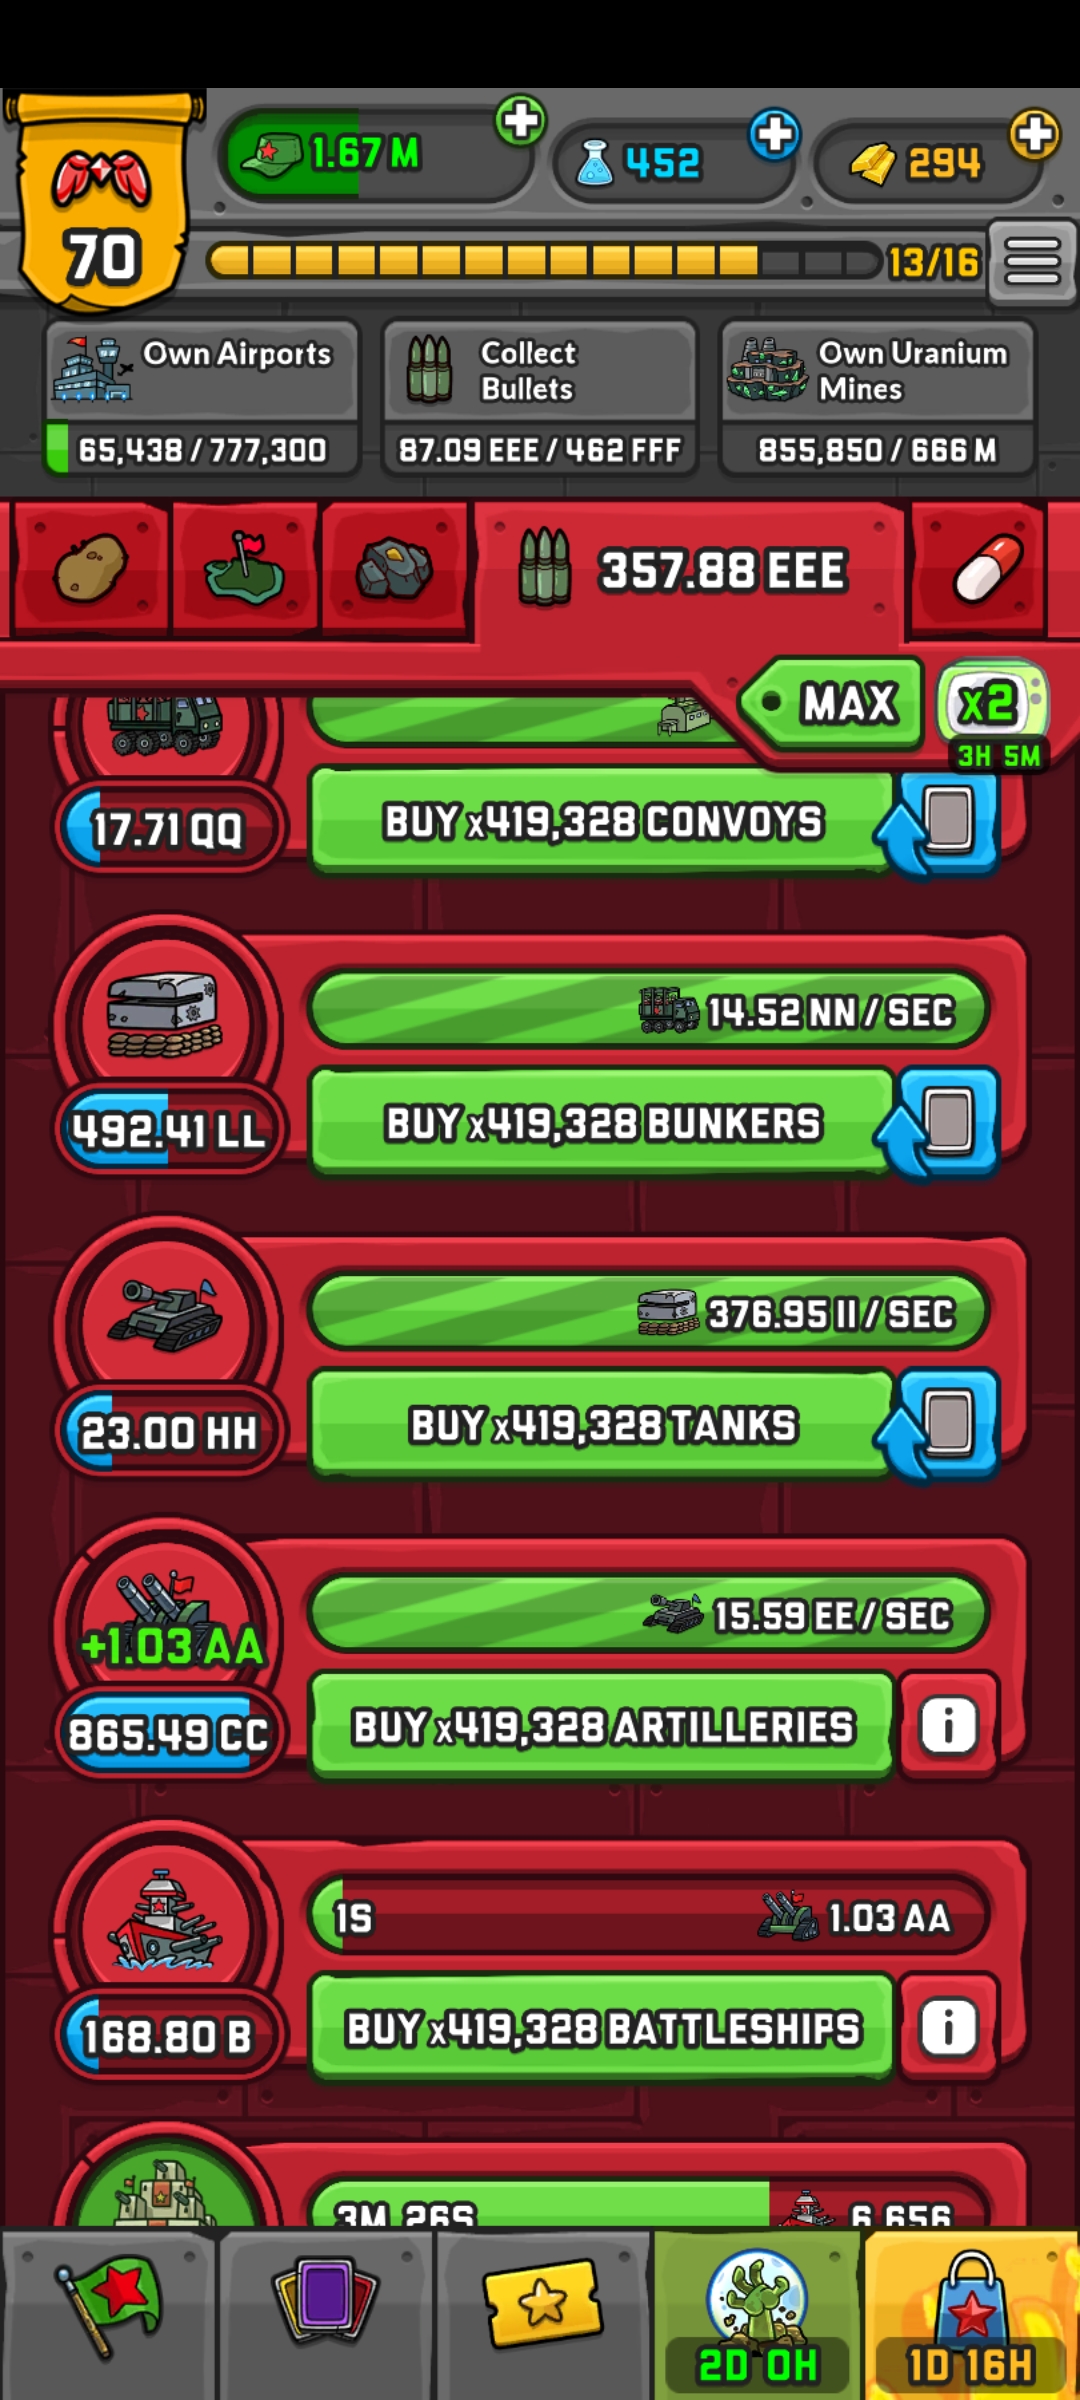 1.67 M
452
294
70
13/16
Own Airports
65,438 / 777,300
Collect
Bullets
87.09 EEE / 462 FFF
Own Uranium
Mines
855,850 / 666 M
357.88 EEE
MAX
x2
3H 5M
17.71 QQ
BUY x419,328 CONVOYS
14.52 NN / SEC
492.41 LL
BUY x419,328 BUNKERS
376.95 II / SEC
23.00 HH
BUY x419,328 TANKS
+1.03 AA
15.59 EE / SEC
865.49 CC
BUY x419,328 ARTILLERIES
i
1S
1.03 AA
168.80 B
BUY x419,328 BATTLESHIPS
i
3M 26S
6,656
2D 0H
1D 16H